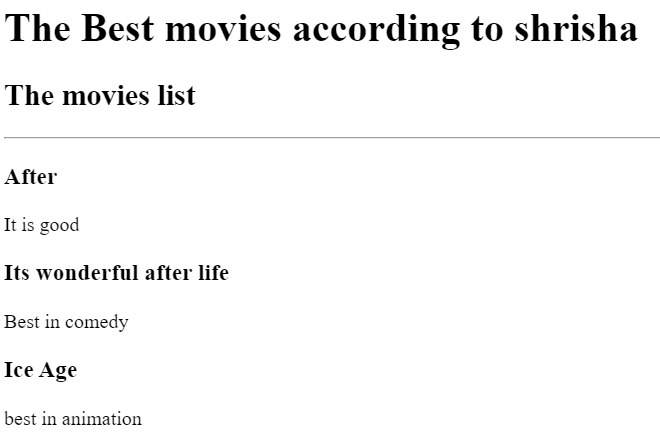 The Best movies according to shrisha
The movies list
After
It is good
Its wonderful after life
Best in comedy
Ice Age
best in animation